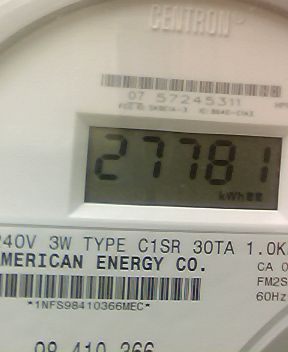 CENTRON
07 57245311
27781
kWh
240V 3W TYPE C1SR 30TA 1.0K
AMERICAN ENERGY CO.
CA 0
FM2S
60Hz
*1NFS98410366MEC*
98 410 366